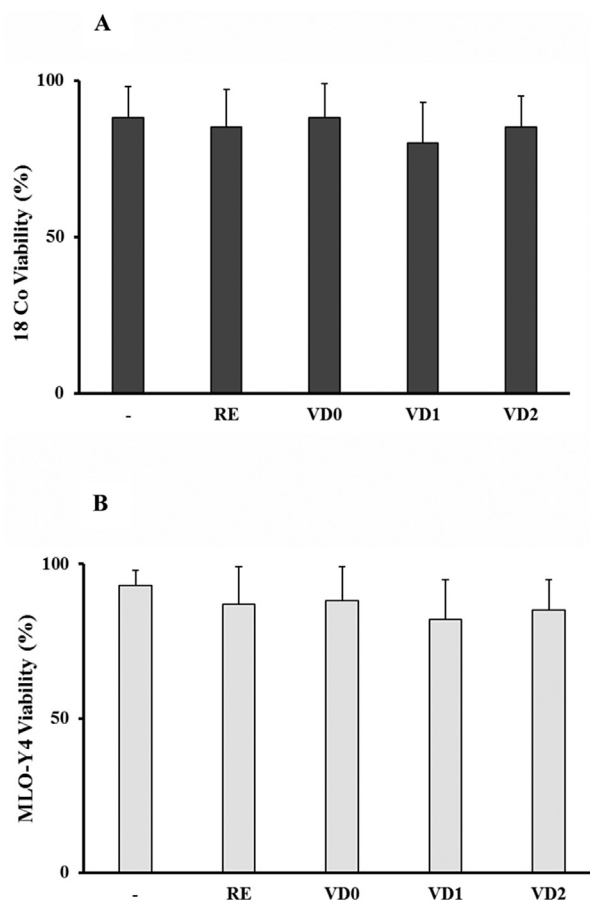 A
100
50
0
18 Co Viability (%)
- RE VD0 VD1 VD2
B
100
50
0
MLO-Y4 Viability (%)
- RE VD0 VD1 VD2